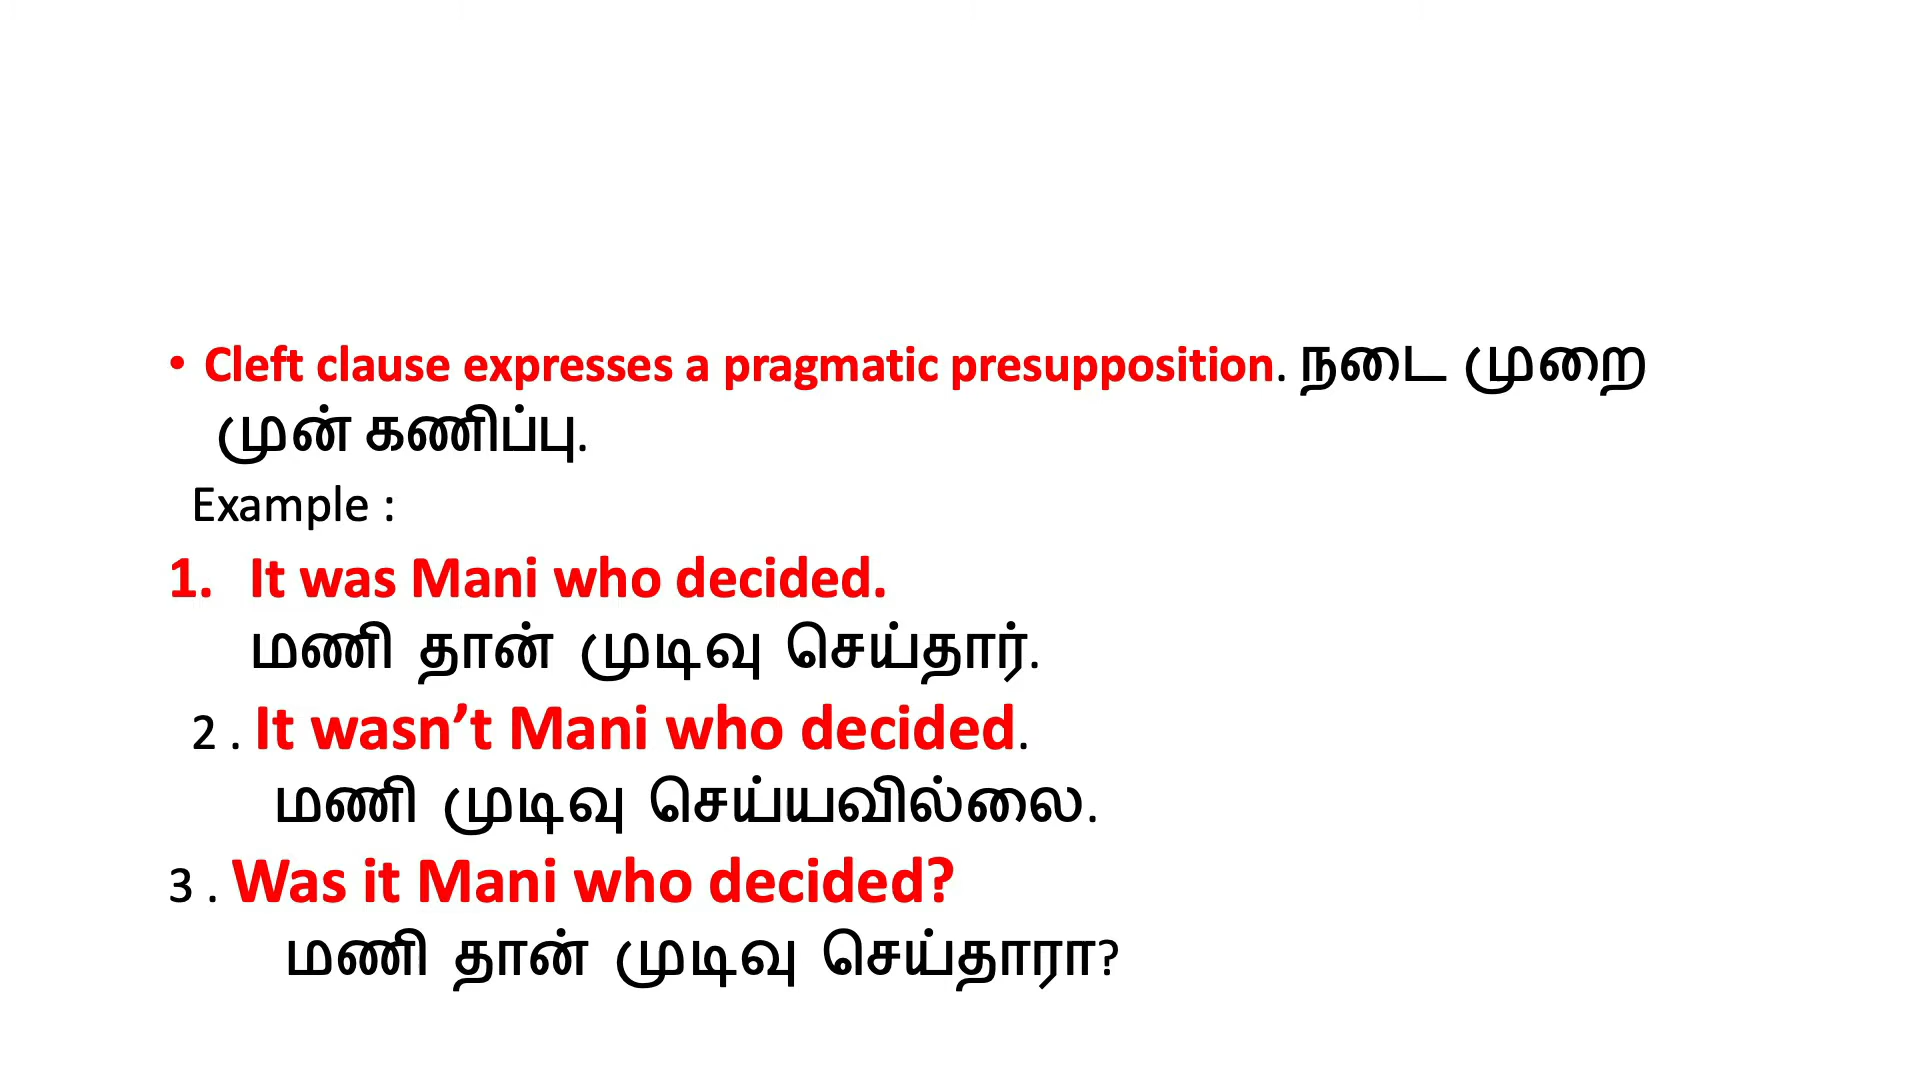 • Cleft clause expresses a pragmatic presupposition. நடை முறை
முன் கணிப்பு.
Example :
1. It was Mani who decided.
மணி தான் முடிவு செய்தார்.
2 . It wasn’t Mani who decided.
மணி முடிவு செய்யவில்லை.
3 . Was it Mani who decided?
மணி தான் முடிவு செய்தாரா?